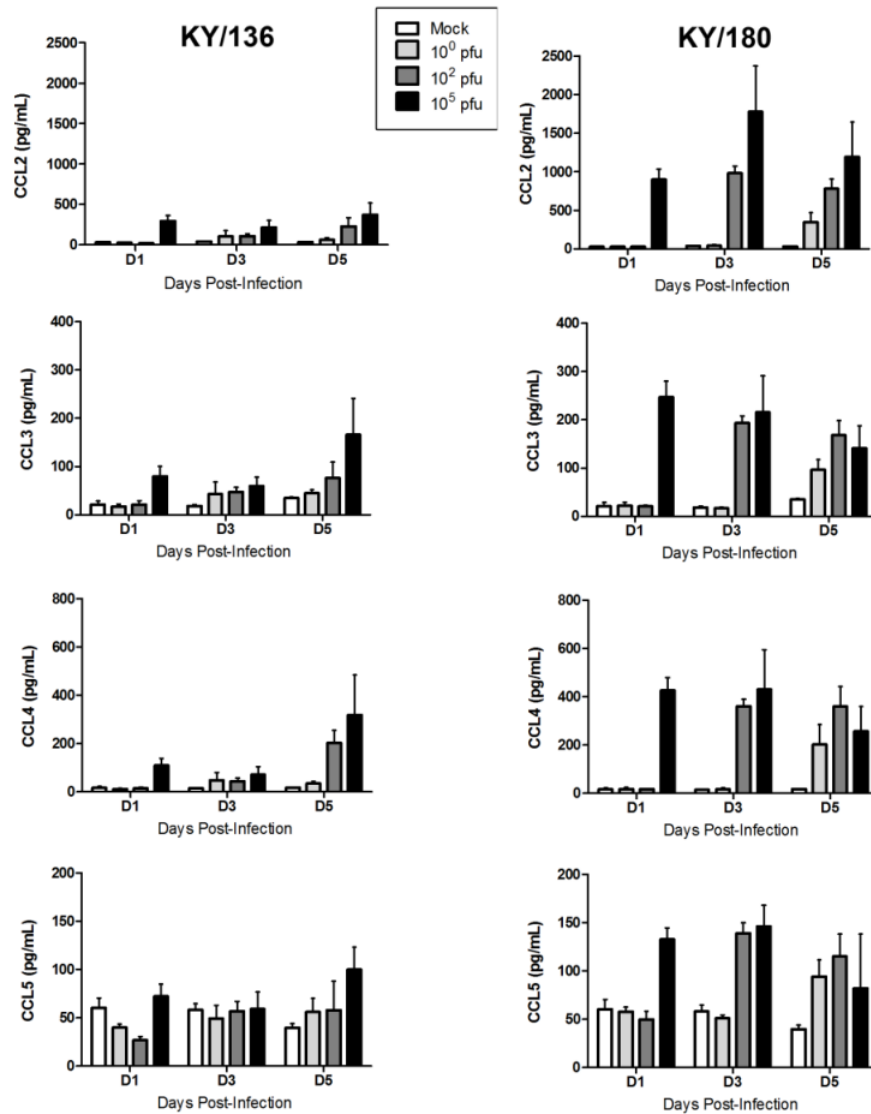 KY/136
Mock
10⁰ pfu
10² pfu
10⁵ pfu
KY/180
CCL2 (pg/mL)
2500
2000
1500
1000
500
0
D1 D3 D5
Days Post-Infection
CCL2 (pg/mL)
2500
2000
1500
1000
500
0
D1 D3 D5
Days Post-Infection
CCL3 (pg/mL)
400
300
200
100
0
D1 D3 D5
Days Post-Infection
CCL3 (pg/mL)
400
300
200
100
0
D1 D3 D5
Days Post-Infection
CCL4 (pg/mL)
800
600
400
200
0
D1 D3 D5
Days Post-Infection
CCL4 (pg/mL)
800
600
400
200
0
D1 D3 D5
Days Post-Infection
CCL5 (pg/mL)
200
150
100
50
0
D1 D3 D5
Days Post-Infection
CCL5 (pg/mL)
200
150
100
50
0
D1 D3 D5
Days Post-Infection